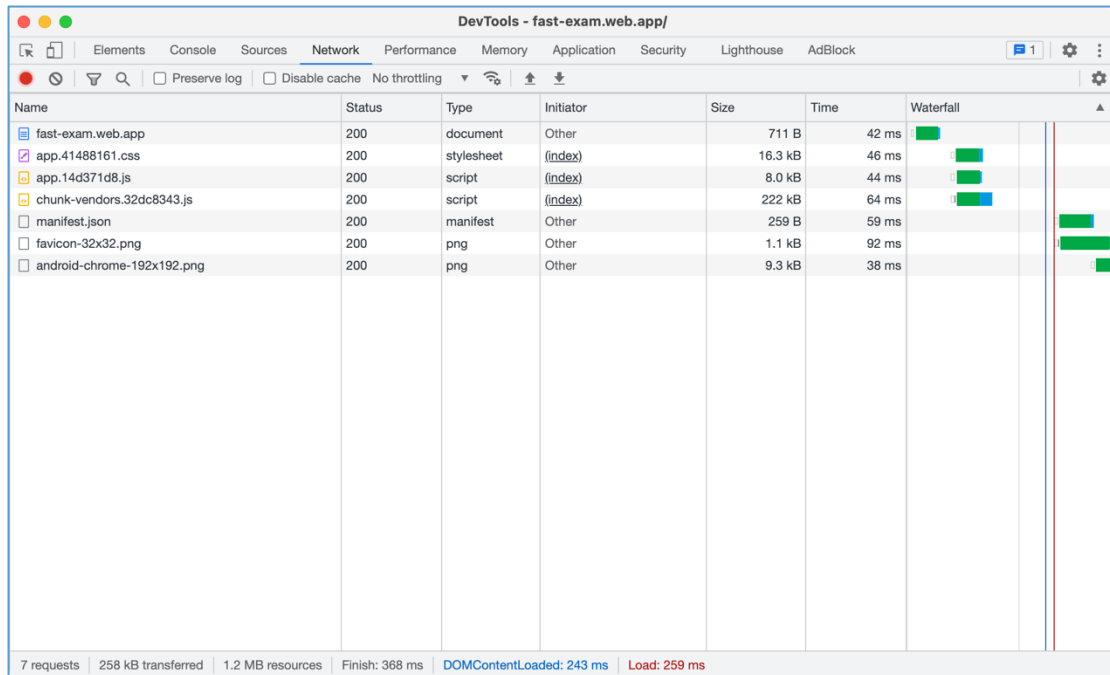 DevTools - fast-exam.web.app/
Elements Console Sources Network Performance Memory Application Security Lighthouse AdBlock 1
Preserve log Disable cache No throttling
Name Status Type Initiator Size Time Waterfall
fast-exam.web.app 200 document Other 711 B 42 ms
app.41488161.css 200 stylesheet (index) 16.3 kB 46 ms
app.14d371d8.js 200 script (index) 8.0 kB 44 ms
chunk-vendors.32dc8343.js 200 script (index) 222 kB 64 ms
manifest.json 200 manifest Other 259 B 59 ms
favicon-32x32.png 200 png Other 1.1 kB 92 ms
android-chrome-192x192.png 200 png Other 9.3 kB 38 ms
7 requests 258 kB transferred 1.2 MB resources Finish: 368 ms DOMContentLoaded: 243 ms Load: 259 ms